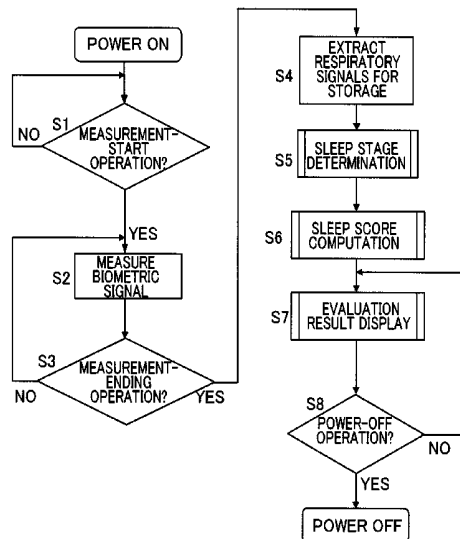 POWER ON
S1
MEASUREMENT-
START
OPERATION?
NO
YES
S2
MEASURE
BIOMETRIC
SIGNAL
S3
MEASUREMENT-
ENDING
OPERATION?
NO
YES
S4
EXTRACT
RESPIRATORY
SIGNALS FOR
STORAGE
S5
SLEEP STAGE
DETERMINATION
S6
SLEEP SCORE
COMPUTATION
S7
EVALUATION
RESULT DISPLAY
S8
POWER-OFF
OPERATION?
NO
YES
POWER OFF